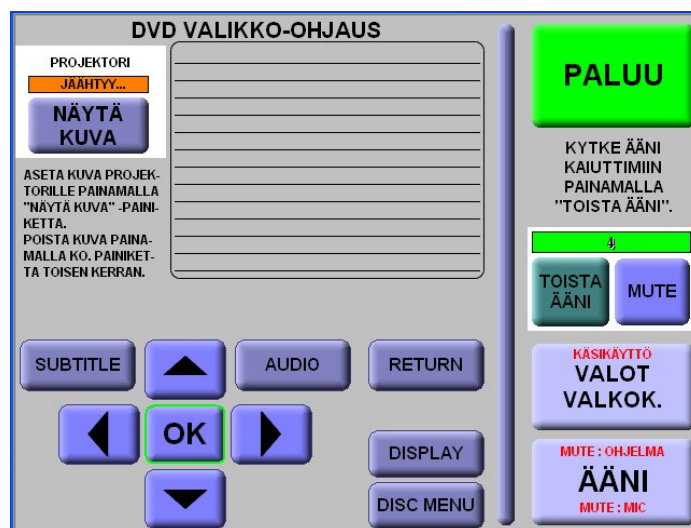 DVD VALIKKO-OHJAUS
PROJEKTORI
JÄÄHTYY...
NÄYTÄ
KUVA
ASETA KUVA PROJEK-
TORILLE PAINAMALLA
"NÄYTÄ KUVA" -PAINI-
KETTA.
POISTA KUVA PAINA-
MALLA KO. PAINIKET-
TA TOISEN KERRAN.
SUBTITLE
AUDIO
RETURN
OK
DISPLAY
DISC MENU
PALUU
KYTKE ÄÄNI
KAIUTTIMIIN
PAINAMALLA
"TOISTA ÄÄNI".
TOISTA
ÄÄNI
MUTE
KÄSIKÄYTTÖ
VALOT
VALKOK.
MUTE : OHJELMA
ÄÄNI
MUTE : MIC